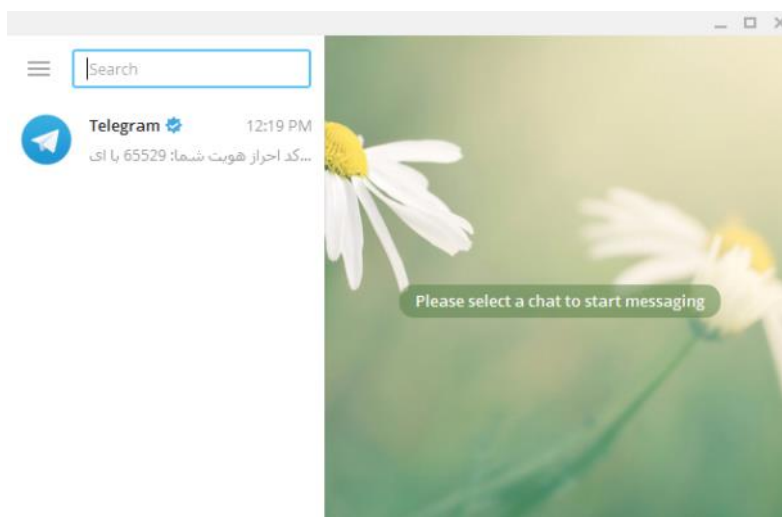 Search
Telegram
12:19 PM
کد احراز هویت شما: 65529 با ای...
Please select a chat to start messaging